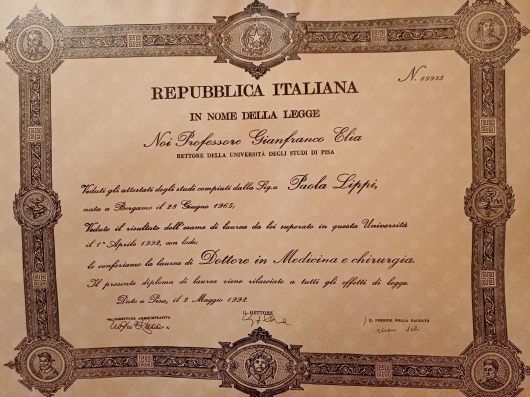 REPUBBLICA ITALIANA
N. 89935
IN NOME DELLA LEGGE
Noi Professore Gianfranco Elia
RETTORE DELLA UNIVERSITÀ DEGLI STUDI DI PISA
Veduti gli attestati degli studi compiuti dalla Sig.a Paola Lippi,
nata a Bergamo il 28 Giugno 1965;
Veduto il risultato dell'esame di laurea da lei superato in questa Università
il 1° Aprile 1992, con lode;
le conferiamo la laurea di Dottore in Medicina e chirurgia.
Il presente diploma di laurea viene rilasciato a tutti gli effetti di legge.
Dato a Pisa, il 2 Maggio 1992
IL DIRETTORE AMMINISTRATIVO
IL RETTORE
IL PRESIDE DELLA FACOLTÀ